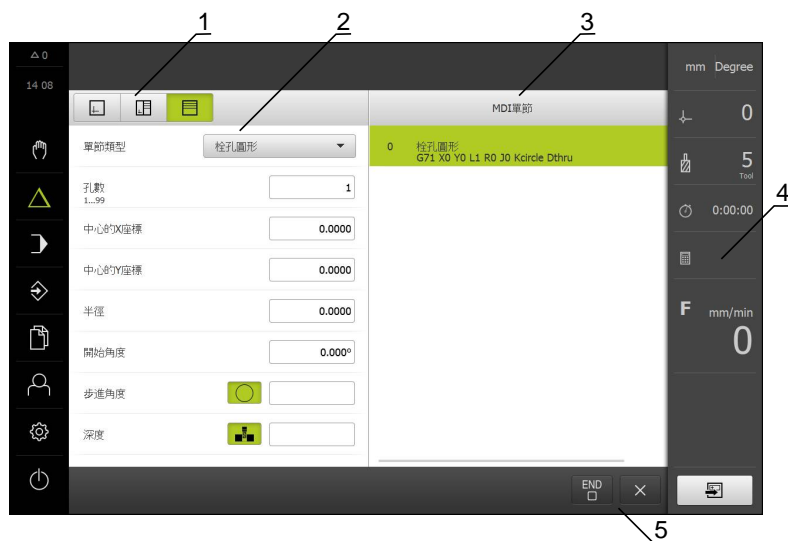 1
2
3
0
14 08
mm Degree
MDI單節
0
單節類型
栓孔圓形
0 栓孔圓形
G71 X0 Y0 L1 R0 J0 Kcircle Dthru
5
Tool
孔數
1...99
1
4
0:00:00
中心的X座標
0.0000
中心的Y座標
0.0000
半徑
0.0000
F mm/min
0
開始角度
0.000°
步進角度
深度
END
5